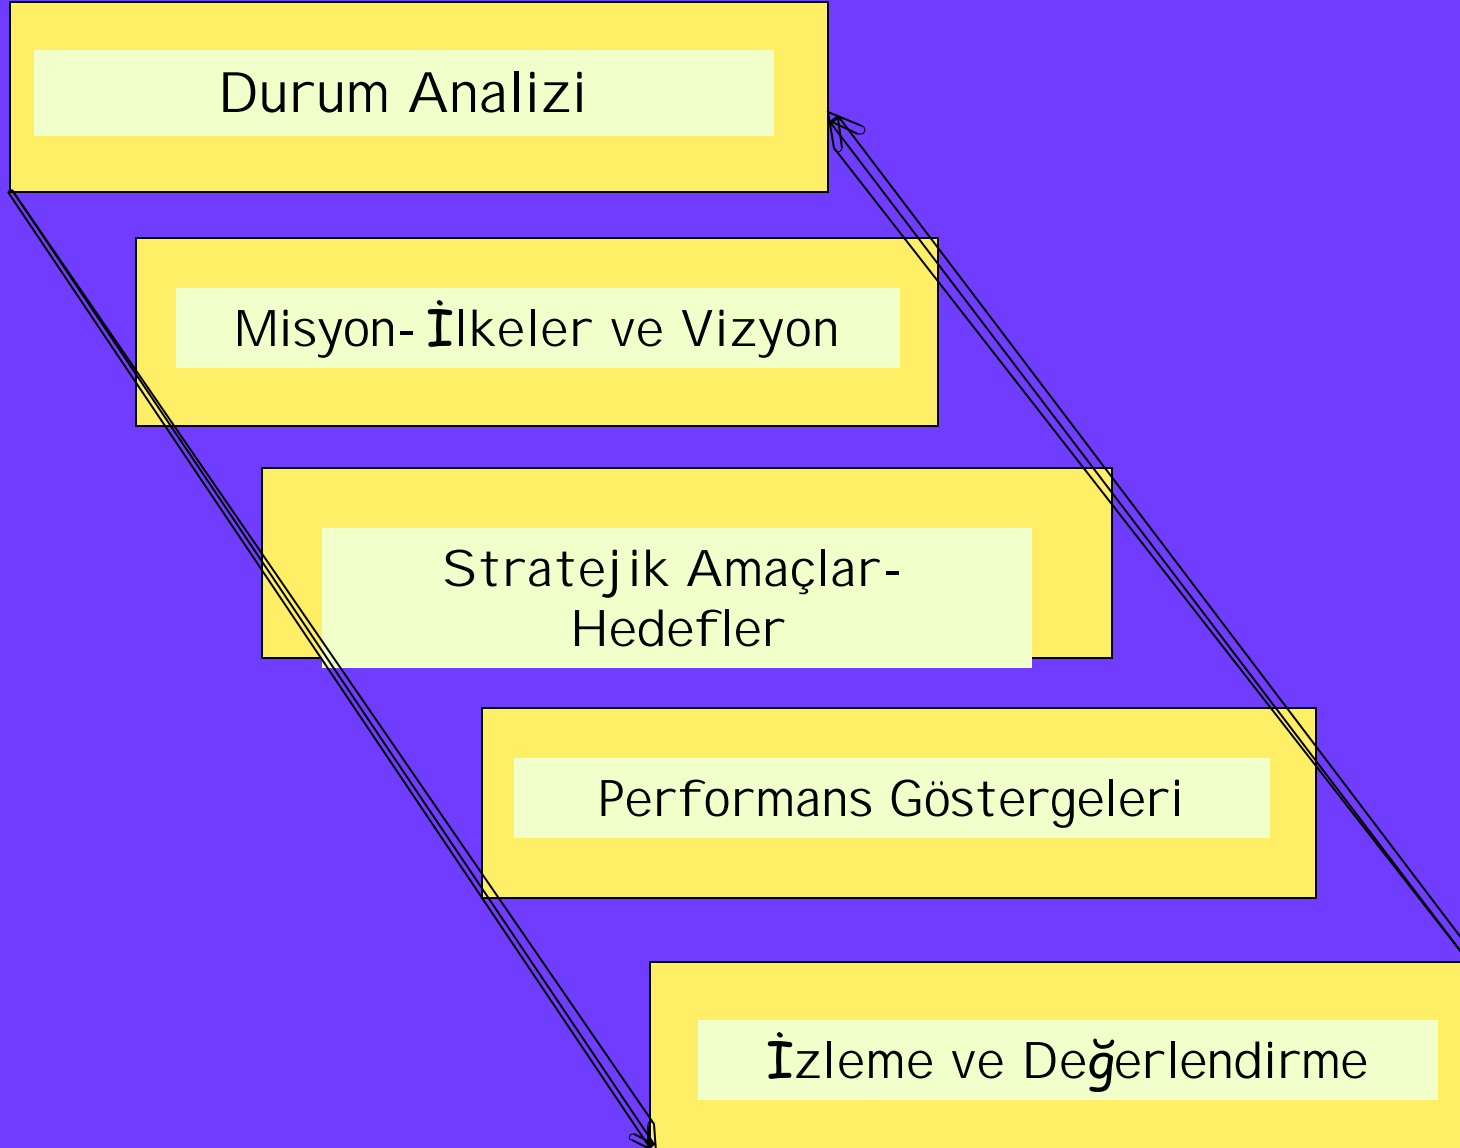 Durum Analizi
Misyon-İlkeler ve Vizyon
Stratejik Amaçlar-
Hedefler
Performans Göstergeleri
İzleme ve Değerlendirme